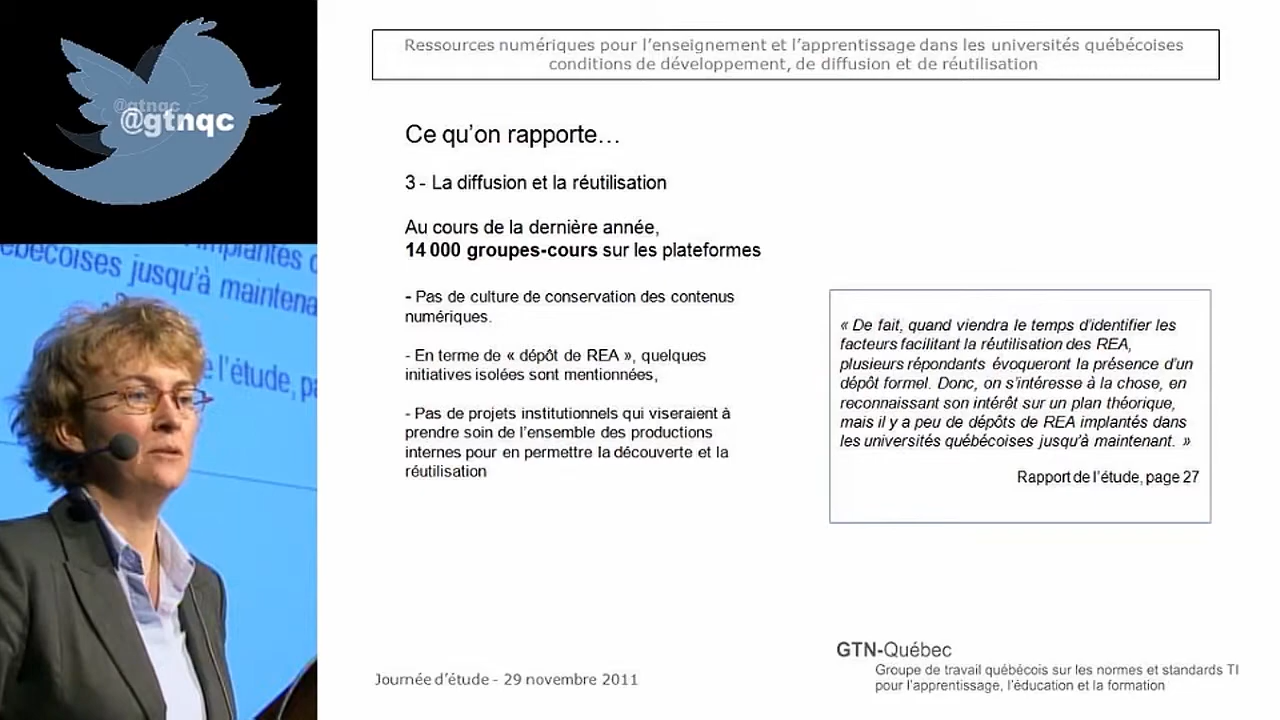 @gtnqc
@gtnqc
Ressources numériques pour l'enseignement et l'apprentissage dans les universités québécoises
conditions de développement, de diffusion et de réutilisation
Ce qu'on rapporte…
3 - La diffusion et la réutilisation
Au cours de la dernière année,
14 000 groupes-cours sur les plateformes
- Pas de culture de conservation des contenus
numériques.
- En terme de « dépôt de REA », quelques
initiatives isolées sont mentionnées,
- Pas de projets institutionnels qui viseraient à
prendre soin de l'ensemble des productions
internes pour en permettre la découverte et la
réutilisation
« De fait, quand viendra le temps d'identifier les
facteurs facilitant la réutilisation des REA,
plusieurs répondants évoqueront la présence d'un
dépôt formel. Donc, on s'intéresse à la chose, en
reconnaissant son intérêt sur un plan théorique,
mais il y a peu de dépôts de REA implantés dans
les universités québécoises jusqu'à maintenant. »
Rapport de l'étude, page 27
implantés
jusqu'à maintena
l'étude, pa
Journée d'étude - 29 novembre 2011
GTN-Québec
Groupe de travail québécois sur les normes et standards TI
pour l'apprentissage, l'éducation et la formation